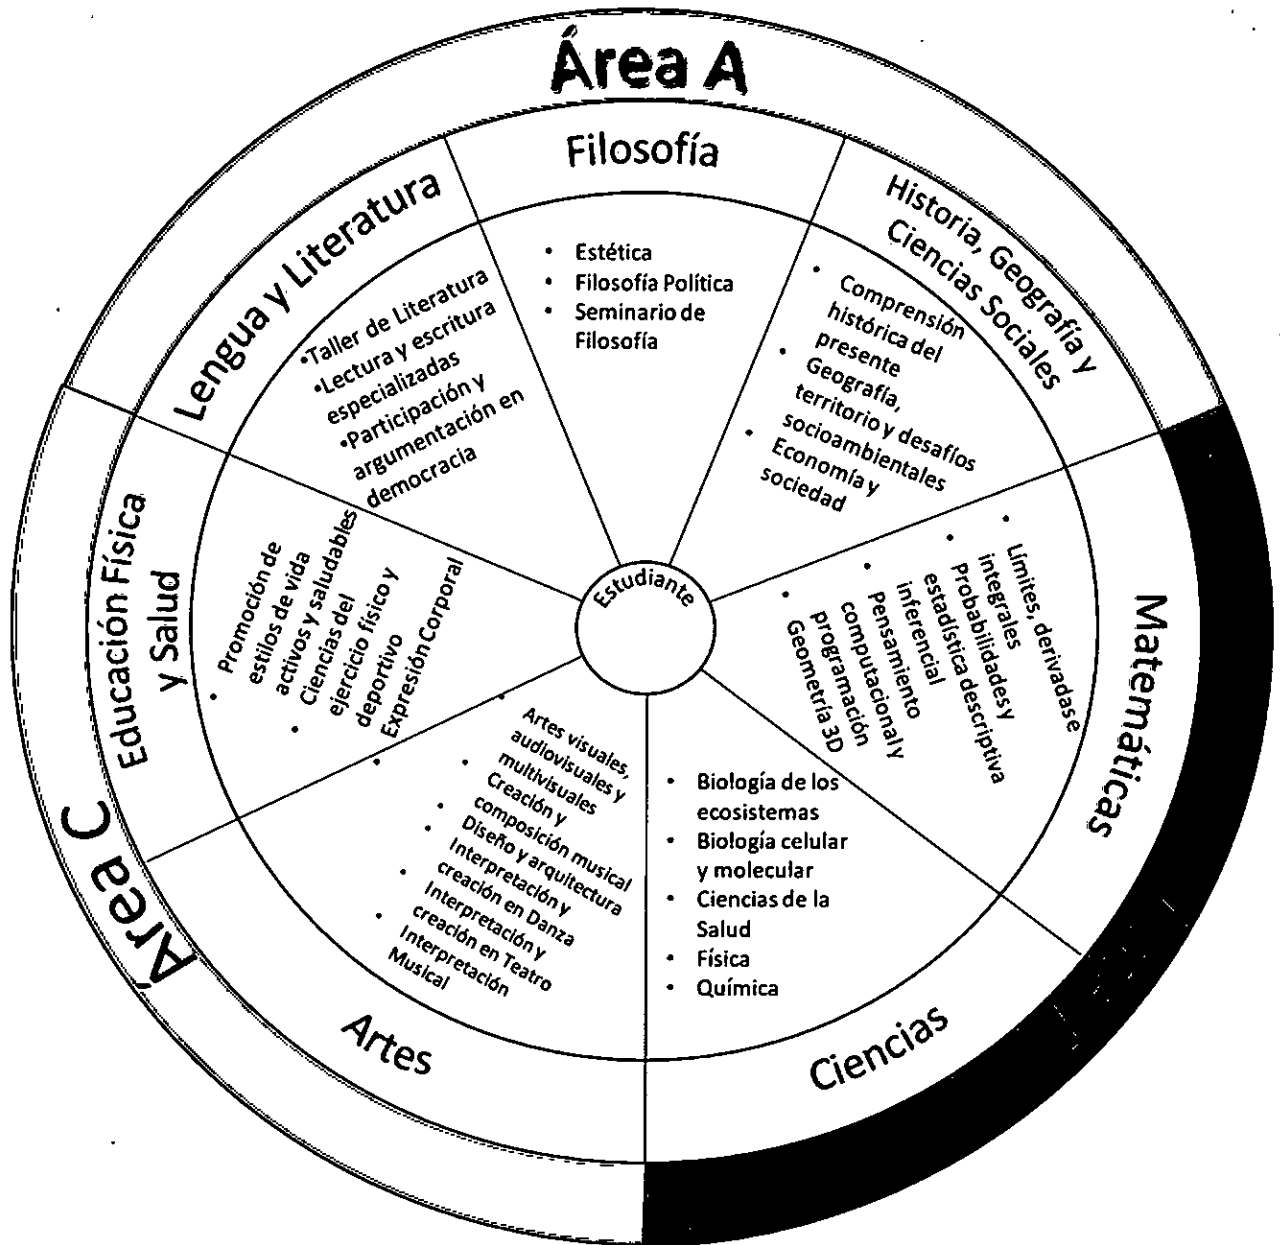 Área A
Filosofía
• Estética
• Filosofía Política
• Seminario de
Filosofía
Historia, Geografía y
Ciencias Sociales
• Comprensión
histórica del
presente
• Geografía,
territorio y desafíos
socioambientales
• Economía y
sociedad
Matemáticas
• Límites, derivadas e
integrales
• Probabilidades y
estadística descriptiva
inferencial
• Pensamiento
computacional y
programación
• Geometría 3D
Ciencias
• Biología de los
ecosistemas
• Biología celular
y molecular
• Ciencias de la
Salud
• Física
• Química
Área C
Artes
• Artes visuales,
audiovisuales y
multivisuales
• Creación y
composición musical
• Diseño y arquitectura
• Interpretación y
creación en Danza
• Interpretación y
creación en Teatro
• Interpretación
Musical
Educación Física
y Salud
• Promoción de
estilos de vida
activos y saludables
• Ciencias del
ejercicio físico y
deportivo
• Expresión Corporal
Lengua y Literatura
•Taller de Literatura
•Lectura y escritura
especializadas
•Participación y
argumentación en
democracia
Estudiante